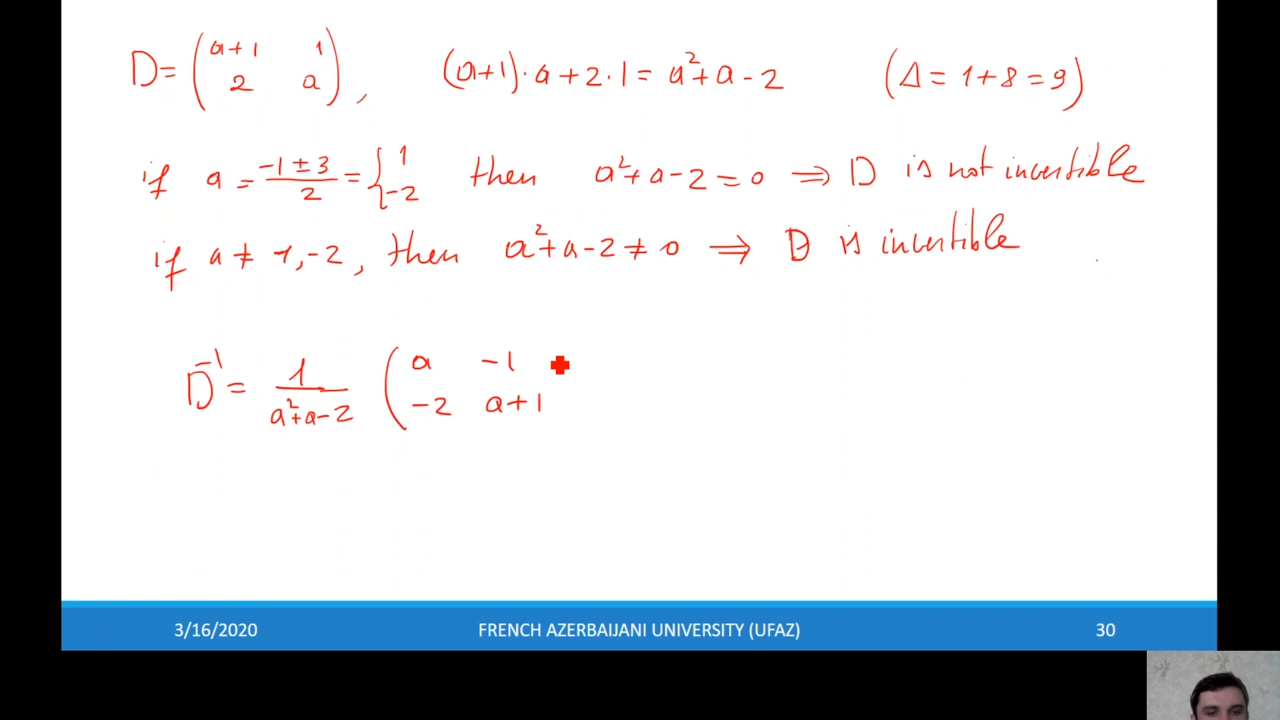 D = ( a+1 1 ; 2 a ) , (a+1)·a+2·1 = a²+a-2 (Δ = 1+8 = 9)
if a = (-1 ± 3)/2 = { 1 ; -2 then a²+a-2 = 0 ⇒ D is not invertible
if a ≠ 1, -2, then a²+a-2 ≠ 0 ⇒ D is invertible
D⁻¹ = 1/(a²+a-2) ( a -1 ; -2 a+1
3/16/2020 FRENCH AZERBAIJANI UNIVERSITY (UFAZ) 30